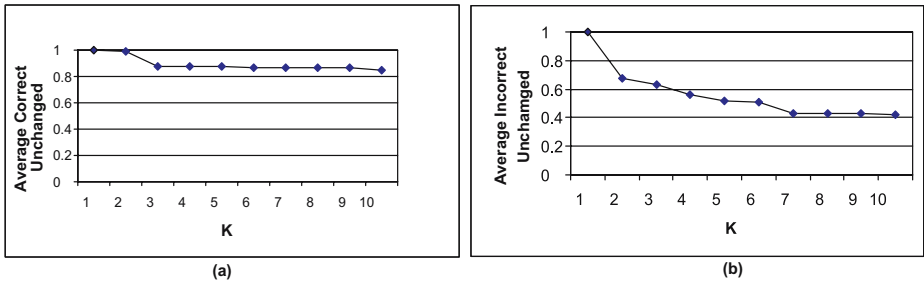 Average Correct
Unchanged
1
0.8
0.6
0.4
0.2
0
1 2 3 4 5 6 7 8 9 10
K
(a)
Average Incorrect
Unchamged
1
0.8
0.6
0.4
0.2
0
1 2 3 4 5 6 7 8 9 10
K
(b)